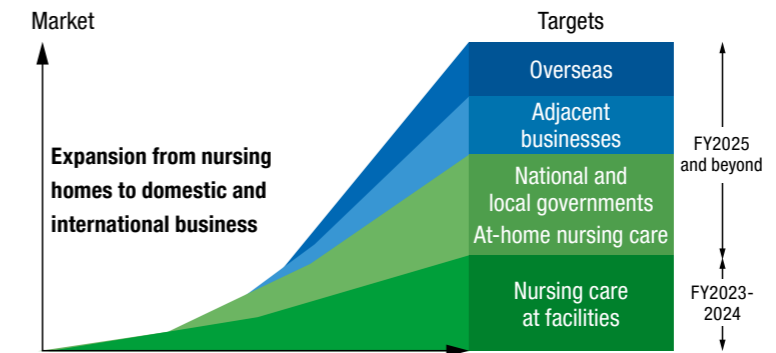 Market
Targets
Expansion from nursing
homes to domestic and
international business
Overseas
Adjacent
businesses
National and
local governments
At-home nursing care
Nursing care
at facilities
FY2025
and beyond
FY2023-
2024